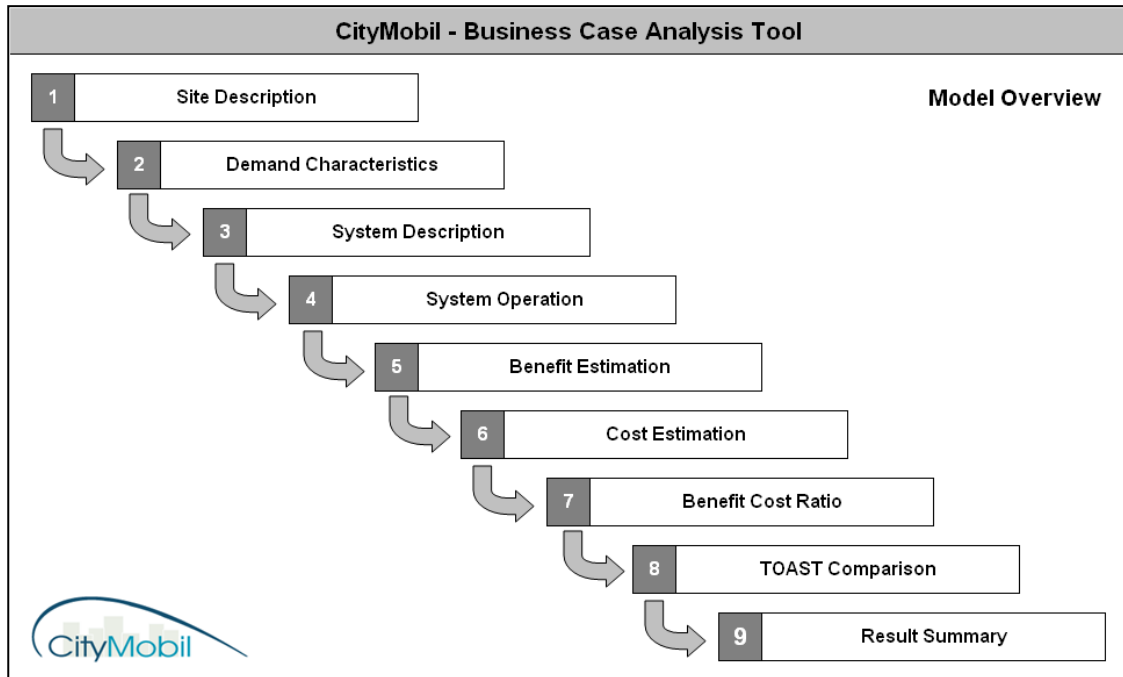 CityMobil - Business Case Analysis Tool
Model Overview
1 Site Description
2 Demand Characteristics
3 System Description
4 System Operation
5 Benefit Estimation
6 Cost Estimation
7 Benefit Cost Ratio
8 TOAST Comparison
9 Result Summary
CityMobil